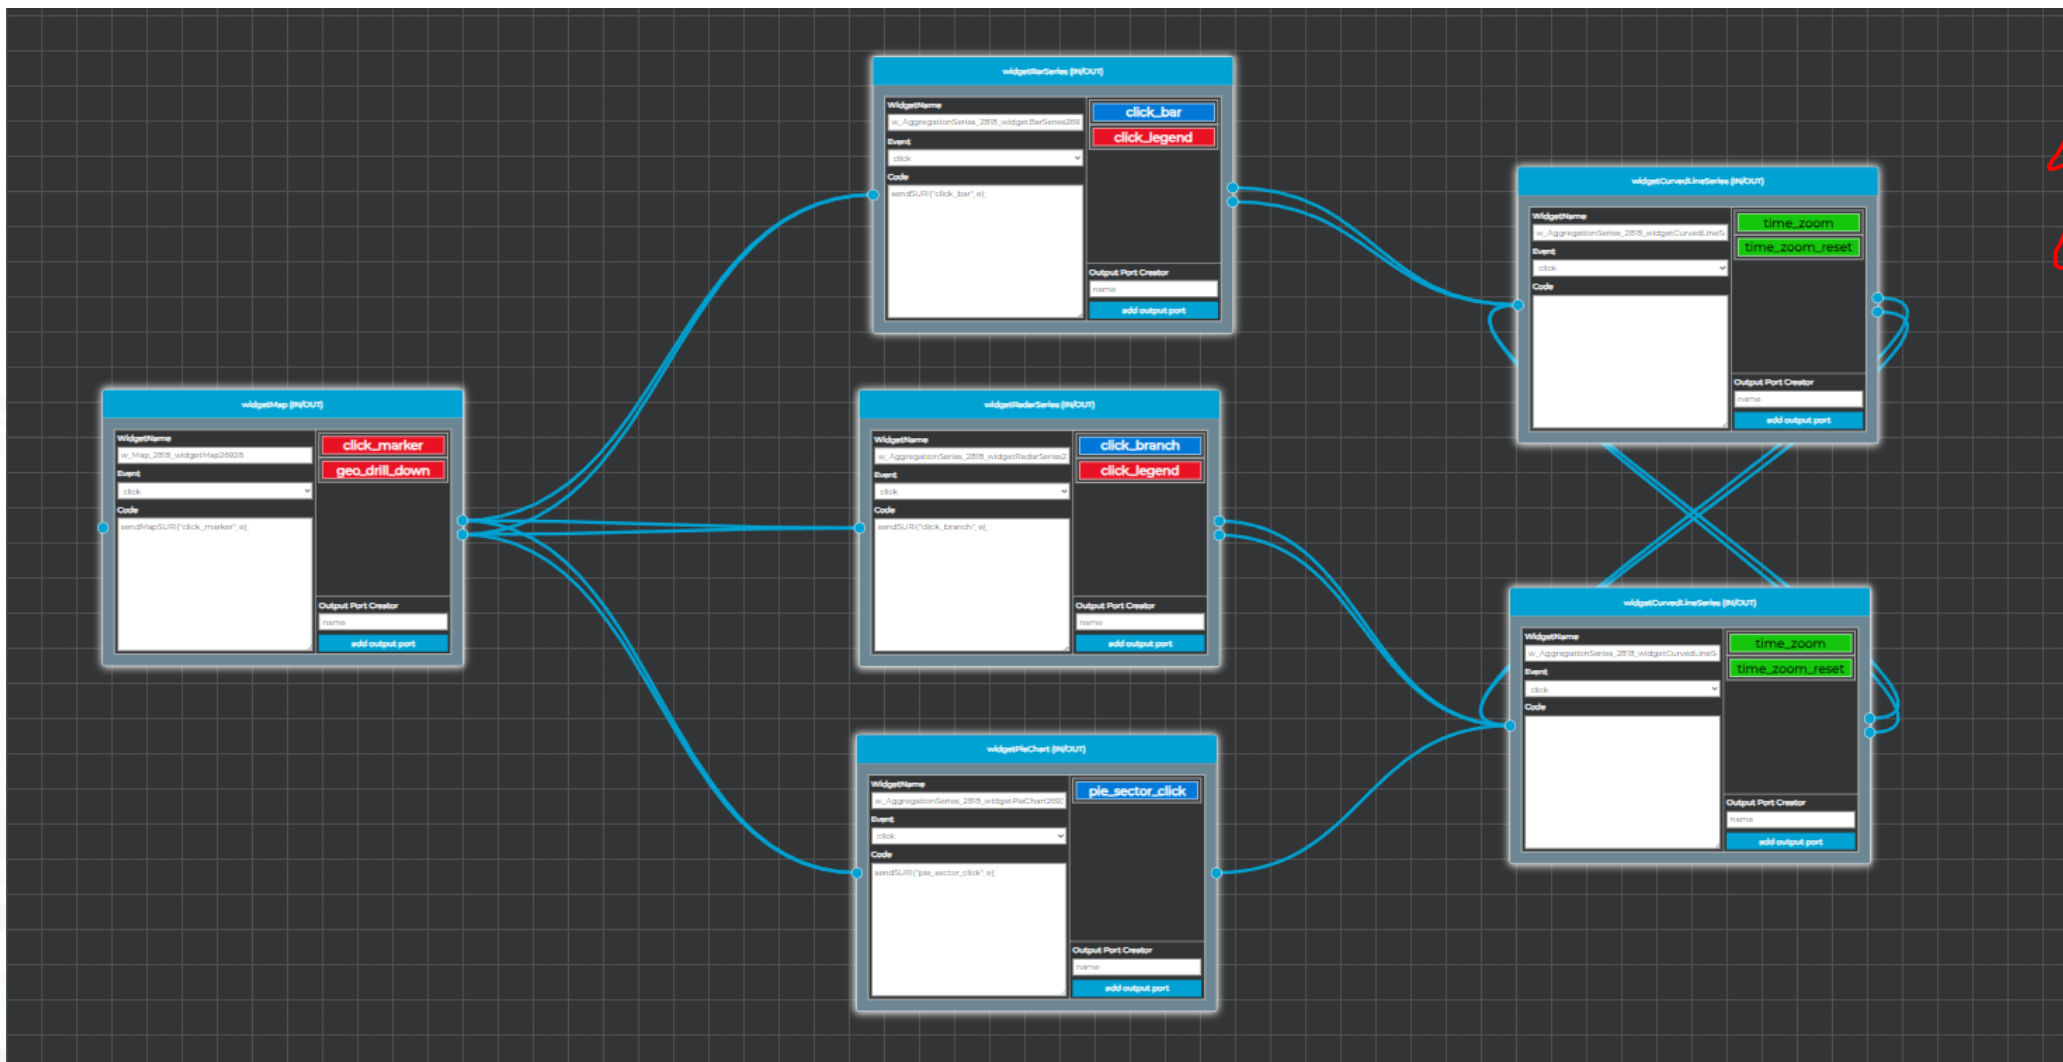 widgetBarSeries (IN/OUT)
WidgetName
w_AggregationSeries_2818_widgetBarSeries269
Event
click
Code
sendSURI("click_bar", e);
click_bar
click_legend
Output Port Creator
name
add output port
widgetCurvedLineSeries (IN/OUT)
WidgetName
w_AggregationSeries_2818_widgetCurvedLineS
Event
click
Code
time_zoom
time_zoom_reset
Output Port Creator
name
add output port
widgetMap (IN/OUT)
WidgetName
w_Map_2818_widgetMap26928
Event
click
Code
sendMapSURI("click_marker", e);
click_marker
geo_drill_down
Output Port Creator
name
add output port
widgetRadarSeries (IN/OUT)
WidgetName
w_AggregationSeries_2818_widgetRadarSeries2
Event
click
Code
sendSURI("click_branch", e);
click_branch
click_legend
Output Port Creator
name
add output port
widgetCurvedLineSeries (IN/OUT)
WidgetName
w_AggregationSeries_2818_widgetCurvedLineS
Event
click
Code
time_zoom
time_zoom_reset
Output Port Creator
name
add output port
widgetPieChart (IN/OUT)
WidgetName
w_AggregationSeries_2818_widgetPieChart269
Event
click
Code
sendSURI("pie_sector_click", e);
pie_sector_click
Output Port Creator
name
add output port